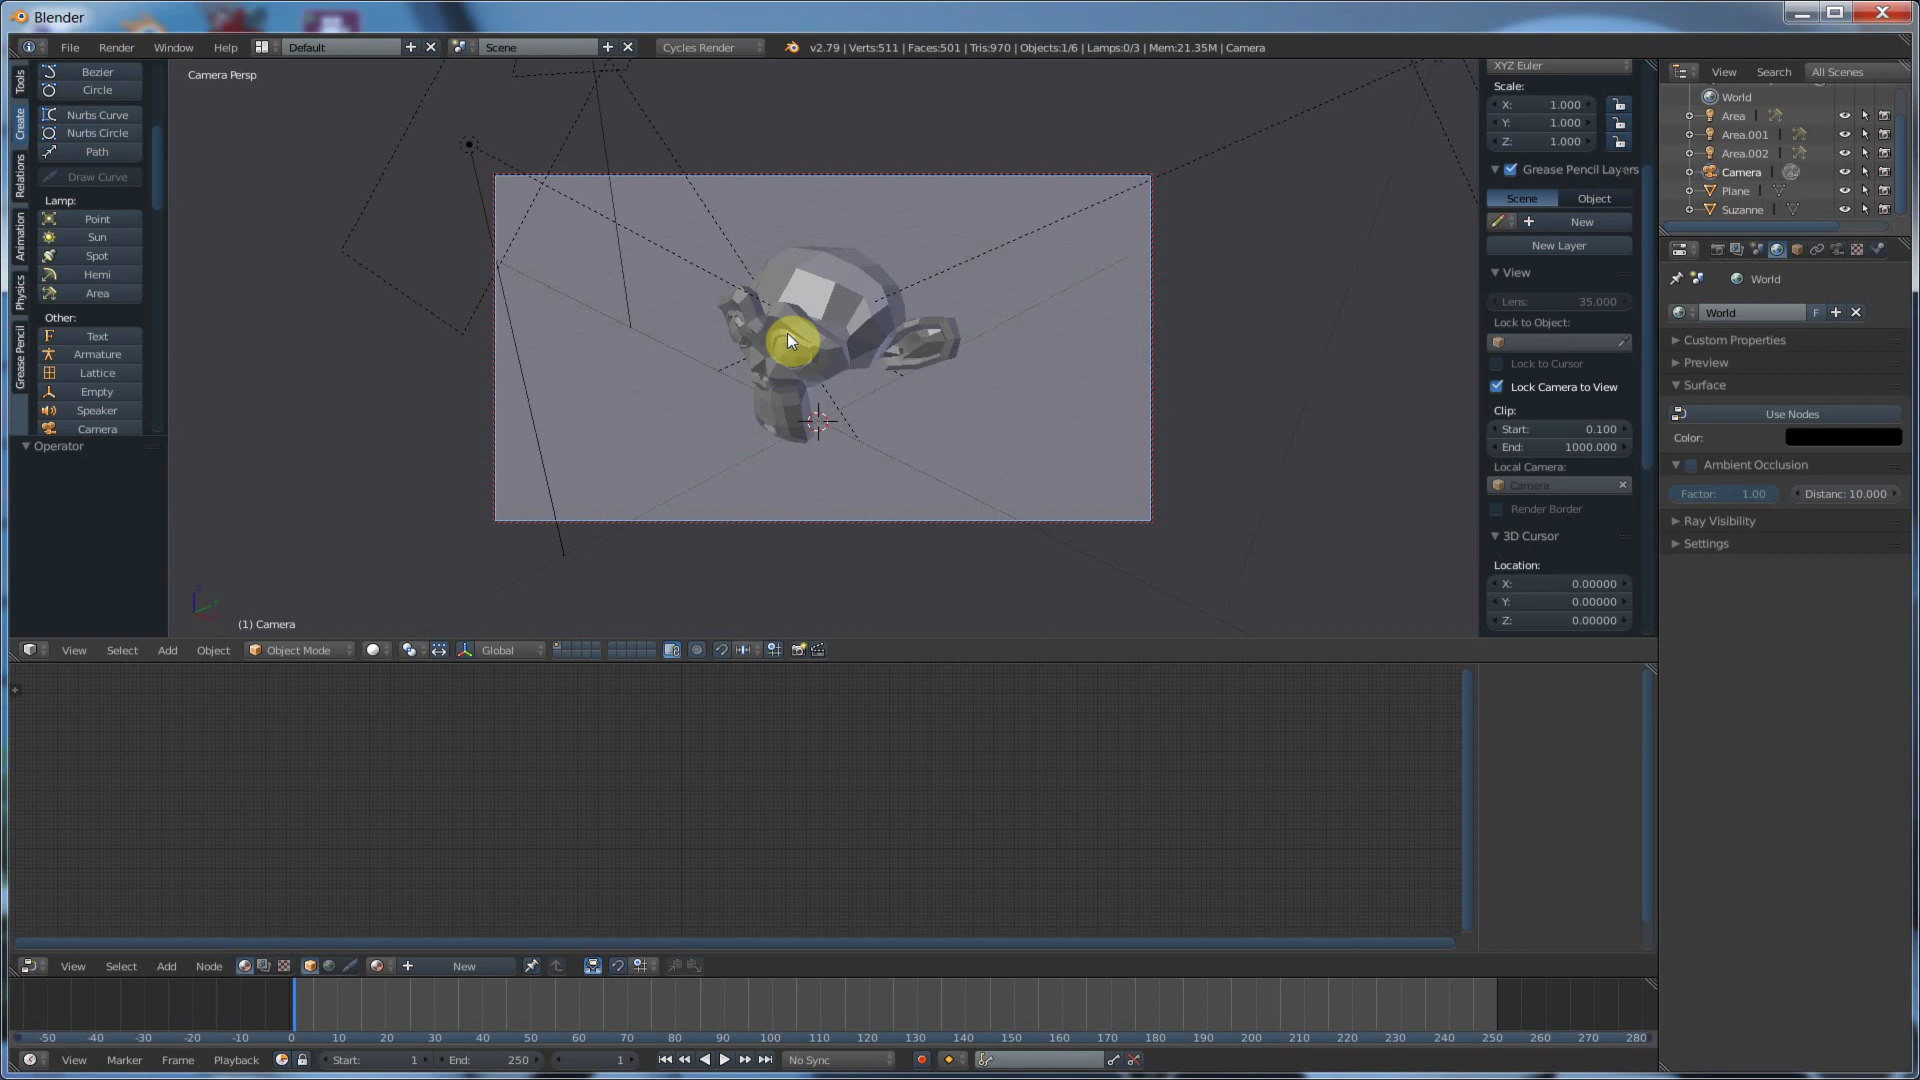 Blender
File Render Window Help Default Scene Cycles Render v2.79 | Verts:511 | Faces:501 | Tris:970 | Objects:1/6 | Lamps:0/3 | Mem:21.35M | Camera
Tools
Create
Relations
Animation
Physics
Grease Pencil
Bezier
Circle
Nurbs Curve
Nurbs Circle
Path
Draw Curve
Lamp:
Point
Sun
Spot
Hemi
Area
Other:
Text
Armature
Lattice
Empty
Speaker
Camera
Operator
Camera Persp
(1) Camera
XYZ Euler
Scale:
X: 1.000
Y: 1.000
Z: 1.000
Grease Pencil Layers
Scene Object
New
New Layer
View
Lens: 35.000
Lock to Object:
Lock to Cursor
Lock Camera to View
Clip:
Start: 0.100
End: 1000.000
Local Camera:
Camera
Render Border
3D Cursor
Location:
X: 0.00000
Y: 0.00000
Z: 0.00000
View Search All Scenes
World
Area
Area.001
Area.002
Camera
Plane
Suzanne
World
World F
Custom Properties
Preview
Surface
Use Nodes
Color:
Ambient Occlusion
Factor: 1.00 Distanc: 10.000
Ray Visibility
Settings
View Select Add Object Object Mode Global
View Select Add Node New
-50 -40 -30 -20 -10 0 10 20 30 40 50 60 70 80 90 100 110 120 130 140 150 160 170 180 190 200 210 220 230 240 250 260 270 280
View Marker Frame Playback Start: 1 End: 250 1 No Sync